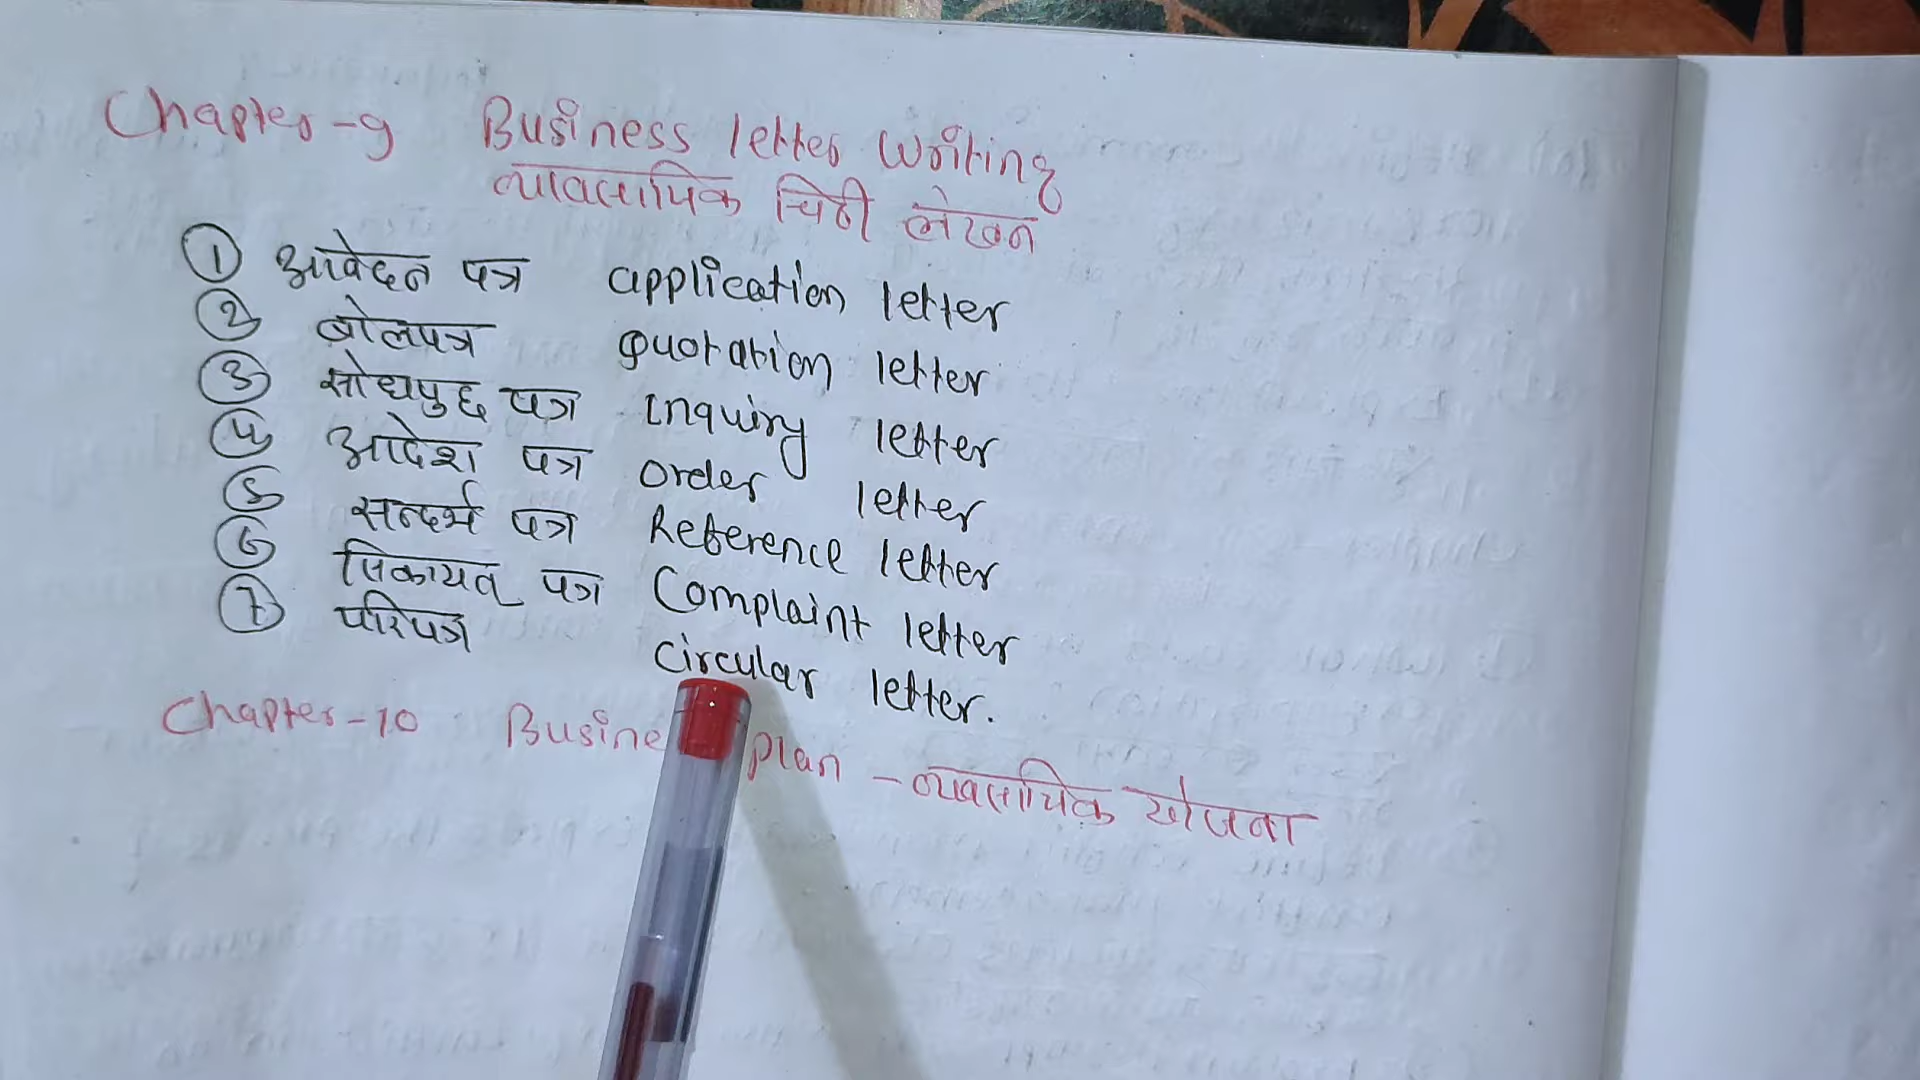 Chapter-9 Business letter writing
व्यावसायिक चिठी लेखन
① आवेदन पत्र application letter
② बोलपत्र quotation letter
③ सोधपुछ पत्र Inquiry letter
④ आदेश पत्र order letter
⑤ सन्दर्भ पत्र Reference letter
⑥ सिकायत पत्र Complaint letter
⑦ परिपत्र circular letter.
Chapter-10 Busine plan - व्यवसायिक योजना